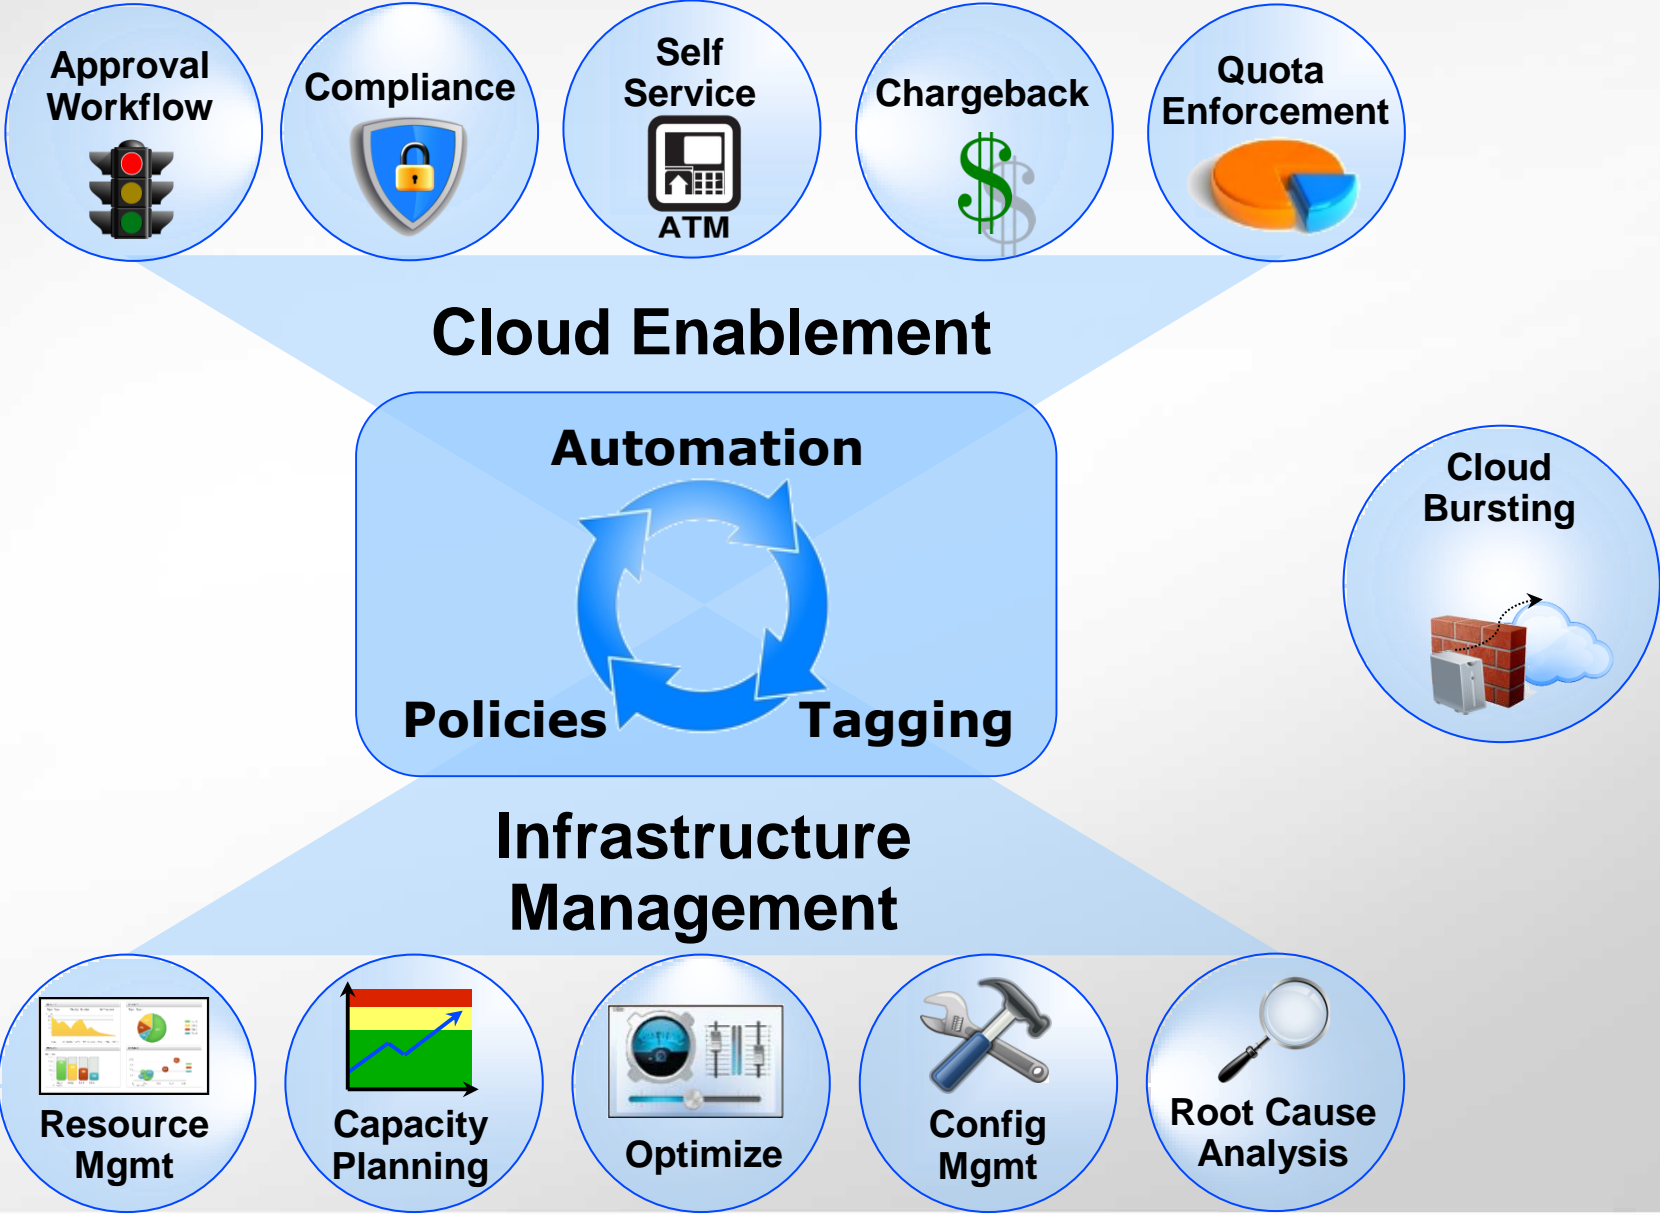 Approval
Workflow
Compliance
Self
Service
ATM
Chargeback
$
$
Quota
Enforcement
Cloud Enablement
Automation
Policies
Tagging
Cloud
Bursting
Infrastructure
Management
Resource
Mgmt
Capacity
Planning
Optimize
Config
Mgmt
Root Cause
Analysis